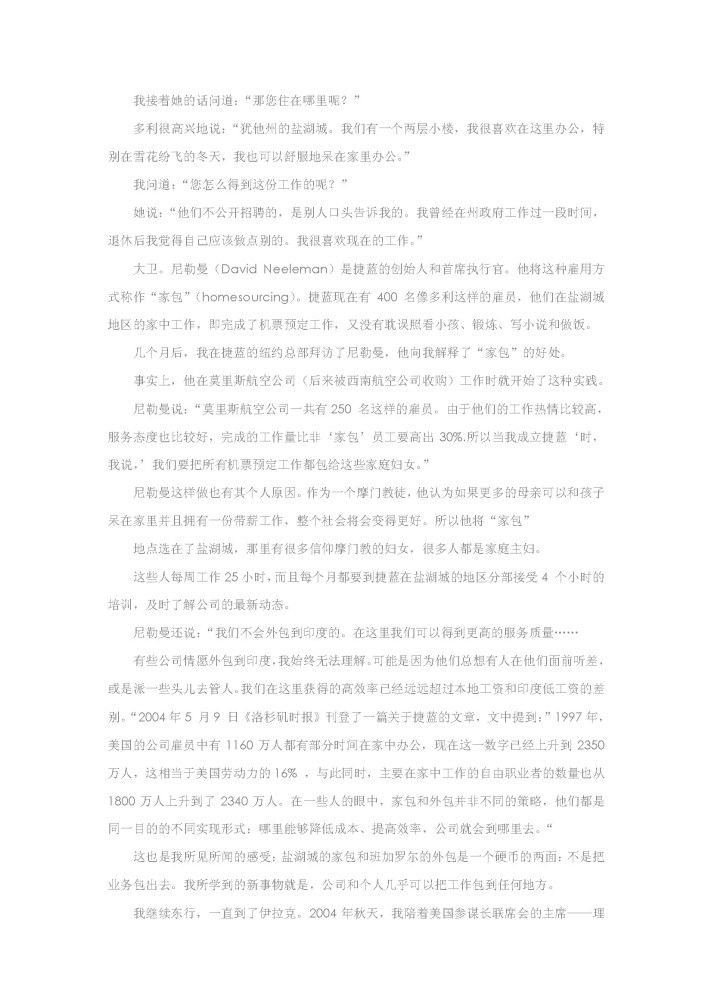 我接着她的话问道：“那您住在哪里呢？”
多利很高兴地说：“犹他州的盐湖城。我们有一个两层小楼，我很喜欢在这里办公，特
别在雪花纷飞的冬天，我也可以舒服地呆在家里办公。”
我问道：“您怎么得到这份工作的呢？”
她说：“他们不公开招聘的，是别人口头告诉我的。我曾经在州政府工作过一段时间，
退休后我觉得自己应该做点别的。我很喜欢现在的工作。”
大卫。尼勒曼（David Neeleman）是捷蓝的创始人和首席执行官。他将这种雇用方
式称作“家包”（homesourcing）。捷蓝现在有 400 名像多利这样的雇员，他们在盐湖城
地区的家中工作，即完成了机票预定工作，又没有耽误照看小孩、锻炼、写小说和做饭。
几个月后，我在捷蓝的纽约总部拜访了尼勒曼，他向我解释了“家包”的好处。
事实上，他在莫里斯航空公司（后来被西南航空公司收购）工作时就开始了这种实践。
尼勒曼说：“莫里斯航空公司一共有250 名这样的雇员。由于他们的工作热情比较高，
服务态度也比较好，完成的工作量比非‘家包’员工要高出 30%.所以当我成立捷蓝‘时，
我说，’我们要把所有机票预定工作都包给这些家庭妇女。”
尼勒曼这样做也有其个人原因。作为一个摩门教徒，他认为如果更多的母亲可以和孩子
呆在家里并且拥有一份带薪工作，整个社会将会变得更好。所以他将“家包”
地点选在了盐湖城，那里有很多信仰摩门教的妇女，很多人都是家庭主妇。
这些人每周工作25小时，而且每个月都要到捷蓝在盐湖城的地区分部接受4 个小时的
培训，及时了解公司的最新动态。
尼勒曼还说：“我们不会外包到印度的。在这里我们可以得到更高的服务质量……
有些公司情愿外包到印度，我始终无法理解。可能是因为他们总想有人在他们面前听差，
或是派一些头儿去管人。我们在这里获得的高效率已经远远超过本地工资和印度低工资的差
别。“2004年5 月9 日《洛杉矶时报》刊登了一篇关于捷蓝的文章，文中提到：”1997年，
美国的公司雇员中有 1160 万人都有部分时间在家中办公，现在这一数字已经上升到 2350
万人，这相当于美国劳动力的16% ，与此同时，主要在家中工作的自由职业者的数量也从
1800 万人上升到了 2340 万人。在一些人的眼中，家包和外包并非不同的策略，他们都是
同一目的的不同实现形式：哪里能够降低成本、提高效率，公司就会到哪里去。“
这也是我所见所闻的感受：盐湖城的家包和班加罗尔的外包是一个硬币的两面：不是把
业务包出去。我所学到的新事物就是，公司和个人几乎可以把工作包到任何地方。
我继续东行，一直到了伊拉克。2004 年秋天，我陪着美国参谋长联席会的主席——理